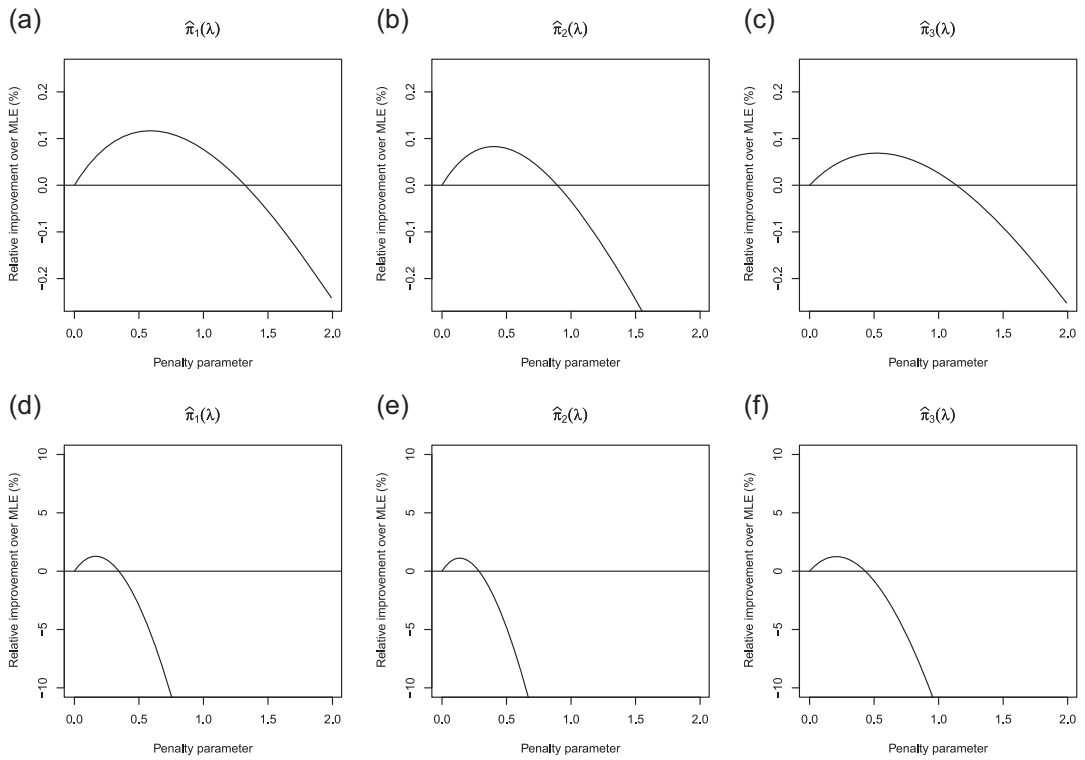 (a)
π̂₁(λ)
Relative improvement over MLE (%)
0.2
0.1
0.0
−0.1
−0.2
0.0 0.5 1.0 1.5 2.0
Penalty parameter
(b)
π̂₂(λ)
Relative improvement over MLE (%)
0.2
0.1
0.0
−0.1
−0.2
0.0 0.5 1.0 1.5 2.0
Penalty parameter
(c)
π̂₃(λ)
Relative improvement over MLE (%)
0.2
0.1
0.0
−0.1
−0.2
0.0 0.5 1.0 1.5 2.0
Penalty parameter
(d)
π̂₁(λ)
Relative improvement over MLE (%)
10
5
0
−5
−10
0.0 0.5 1.0 1.5 2.0
Penalty parameter
(e)
π̂₂(λ)
Relative improvement over MLE (%)
10
5
0
−5
−10
0.0 0.5 1.0 1.5 2.0
Penalty parameter
(f)
π̂₃(λ)
Relative improvement over MLE (%)
10
5
0
−5
−10
0.0 0.5 1.0 1.5 2.0
Penalty parameter